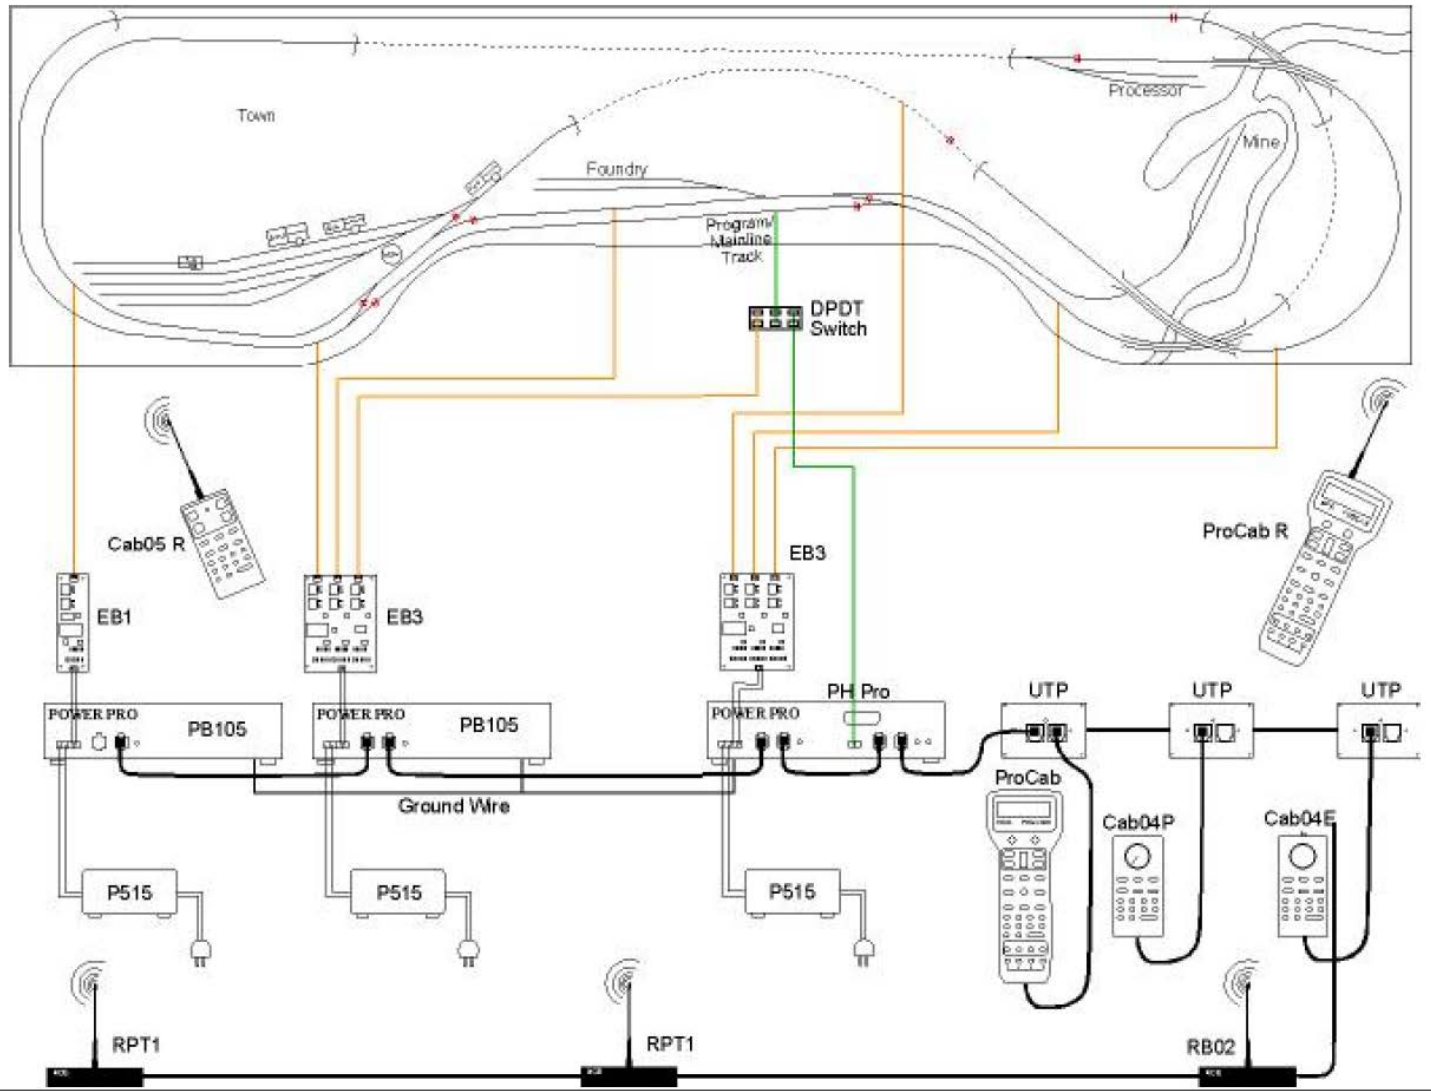 Town
Processor
Mine
Foundry
Program/
Mainline
Track
DPDT
Switch
Cab05 R
ProCab R
EB3
EB1
EB3
PH Pro
UTP
UTP
UTP
POWER PRO
PB105
POWER PRO
PB105
POWER PRO
ProCab
Ground Wire
Cab04P
Cab04E
P515
P515
P515
RPT1
RPT1
RB02